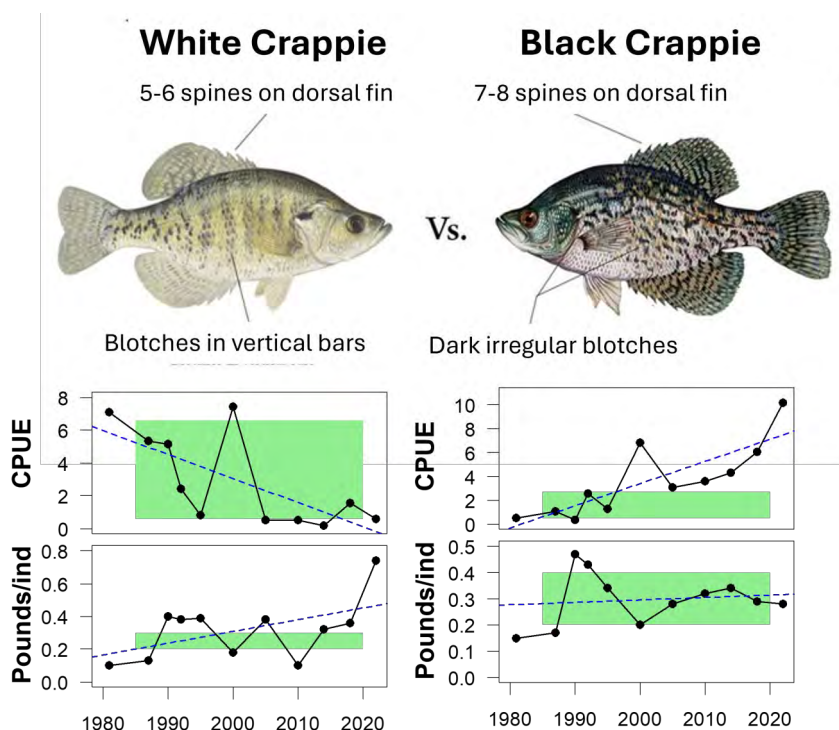 White Crappie
Black Crappie
5-6 spines on dorsal fin
7-8 spines on dorsal fin
Vs.
Blotches in vertical bars
Dark irregular blotches
CPUE
8
6
4
2
0
CPUE
10
8
6
4
2
0
Pounds/ind
0.8
0.6
0.4
0.2
0.0
Pounds/ind
0.5
0.4
0.3
0.2
0.1
0.0
1980 1990 2000 2010 2020
1980 1990 2000 2010 2020